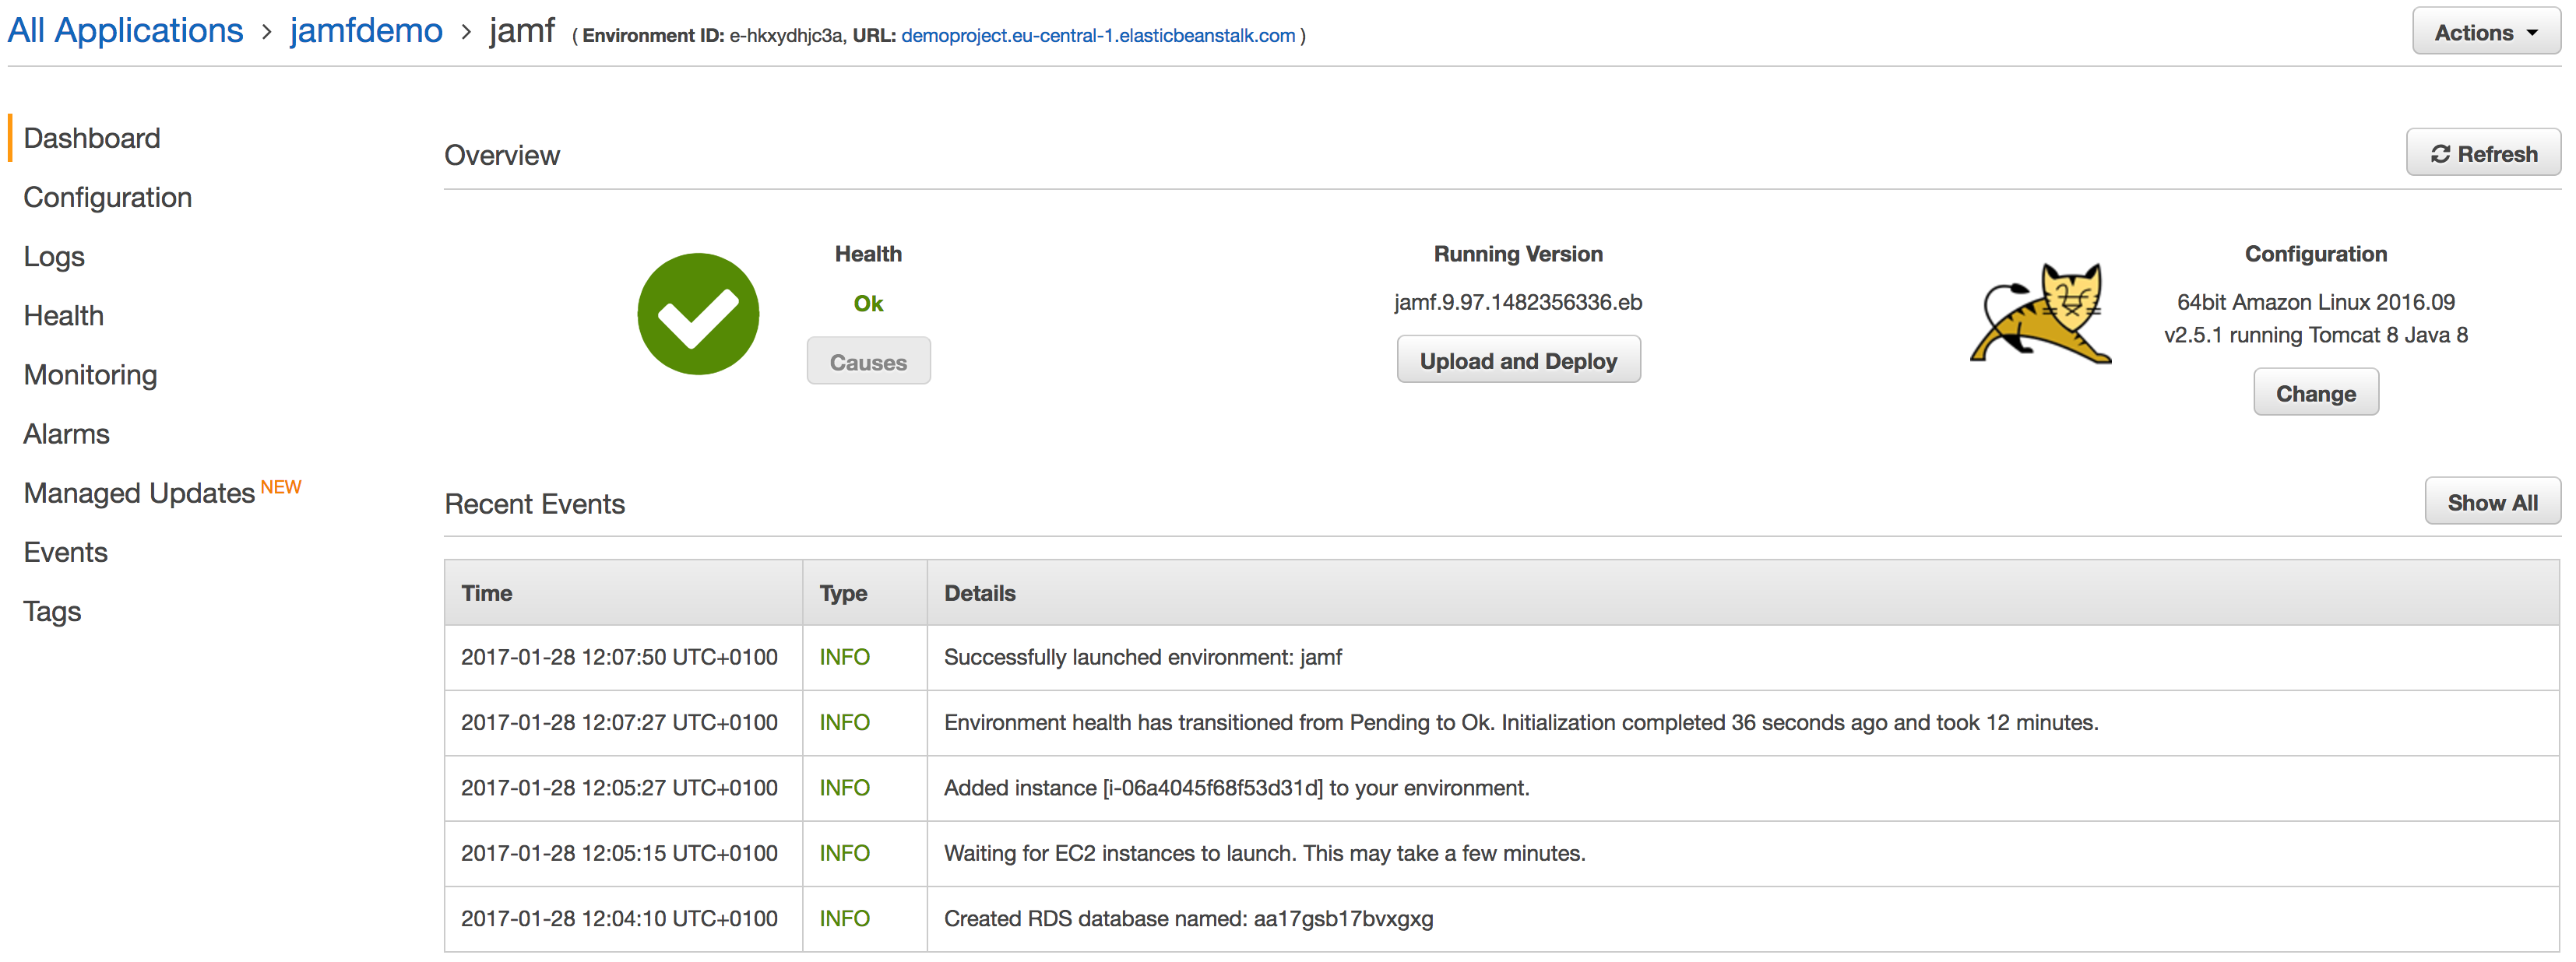 All Applications > jamfdemo > jamf ( Environment ID: e-hkxydhjc3a, URL: demoproject.eu-central-1.elasticbeanstalk.com )
Actions
Dashboard
Configuration
Logs
Health
Monitoring
Alarms
Managed Updates NEW
Events
Tags
Overview
Refresh
Health
Ok
Causes
Running Version
jamf.9.97.1482356336.eb
Upload and Deploy
Configuration
64bit Amazon Linux 2016.09
v2.5.1 running Tomcat 8 Java 8
Change
Recent Events
Show All
Time Type Details
2017-01-28 12:07:50 UTC+0100 INFO Successfully launched environment: jamf
2017-01-28 12:07:27 UTC+0100 INFO Environment health has transitioned from Pending to Ok. Initialization completed 36 seconds ago and took 12 minutes.
2017-01-28 12:05:27 UTC+0100 INFO Added instance [i-06a4045f68f53d31d] to your environment.
2017-01-28 12:05:15 UTC+0100 INFO Waiting for EC2 instances to launch. This may take a few minutes.
2017-01-28 12:04:10 UTC+0100 INFO Created RDS database named: aa17gsb17bvxgxg